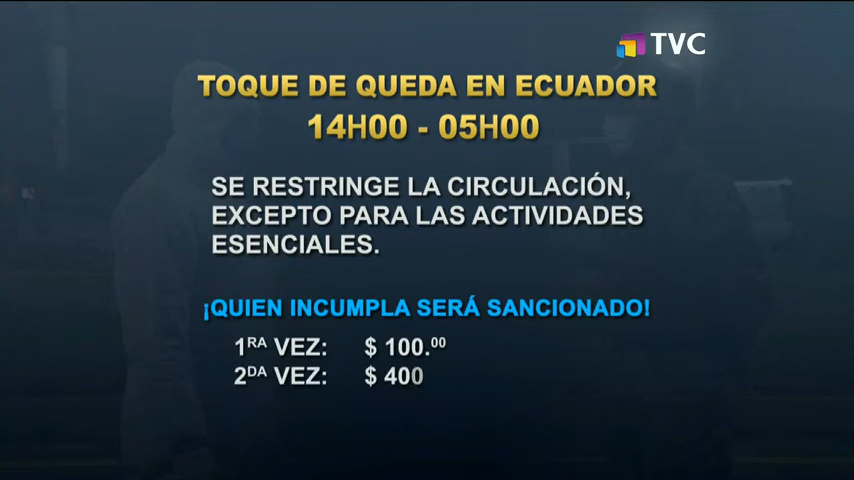 TVC
TOQUE DE QUEDA EN ECUADOR
14H00 - 05H00
SE RESTRINGE LA CIRCULACIÓN,
EXCEPTO PARA LAS ACTIVIDADES
ESENCIALES.
¡QUIEN INCUMPLA SERÁ SANCIONADO!
1RA VEZ: $ 100.00
2DA VEZ: $ 400